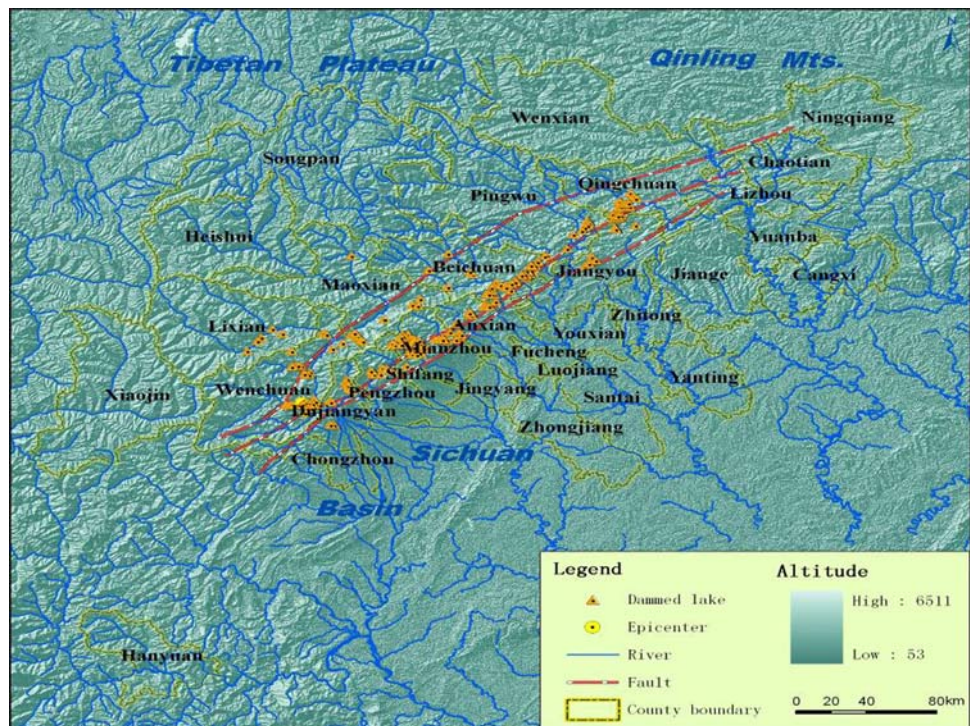 N
Tibetan Plateau
Qinling Mts.
Wenxian
Ningqiang
Songpan
Chaotian
Qingchuan
Pingwu
Lizhou
Heishui
Yuanba
Beichuan
Jiangyou
Jiange
Cangxi
Maoxian
Lixian
Anxian
Zhuong
Youxian
Mianzhou
Fucheng
Shifang
Luojiang
Yanting
Xiaojin
Wenchuan
Pengzhou
Jingyang
Santai
Dujiangyan
Zhongjiang
Chongzhou
Sichuan
Basin
Hanyuan
Legend
Dammed lake
Epicenter
River
Fault
County boundary
Altitude
High : 6511
Low : 53
0 20 40 80km